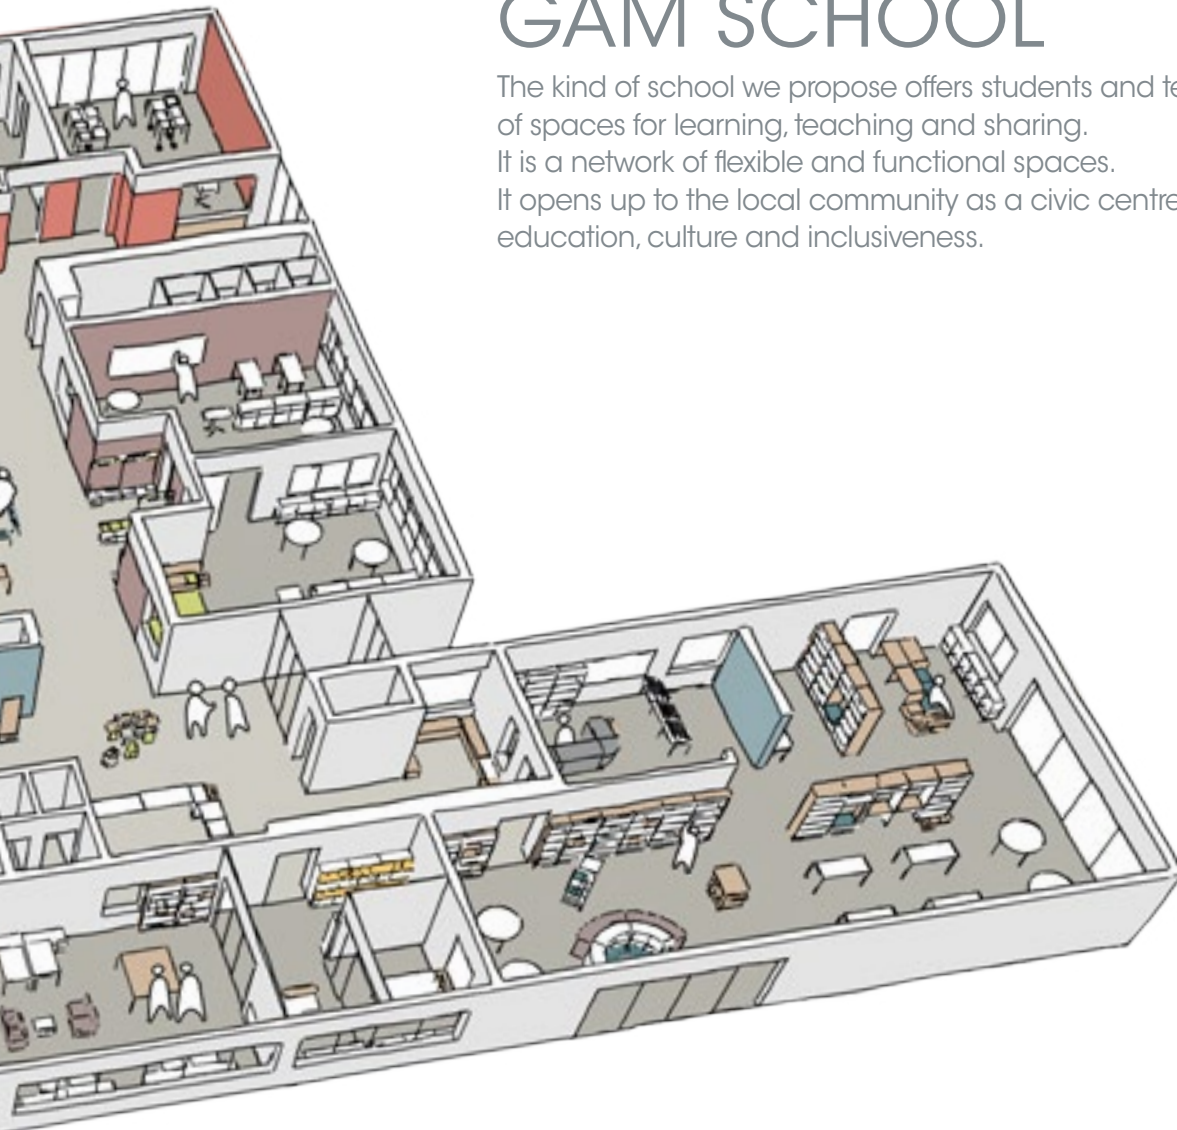 GAM SCHOOL
The kind of school we propose offers students and
of spaces for learning, teaching and sharing.
It is a network of flexible and functional spaces.
It opens up to the local community as a civic centre
education, culture and inclusiveness.